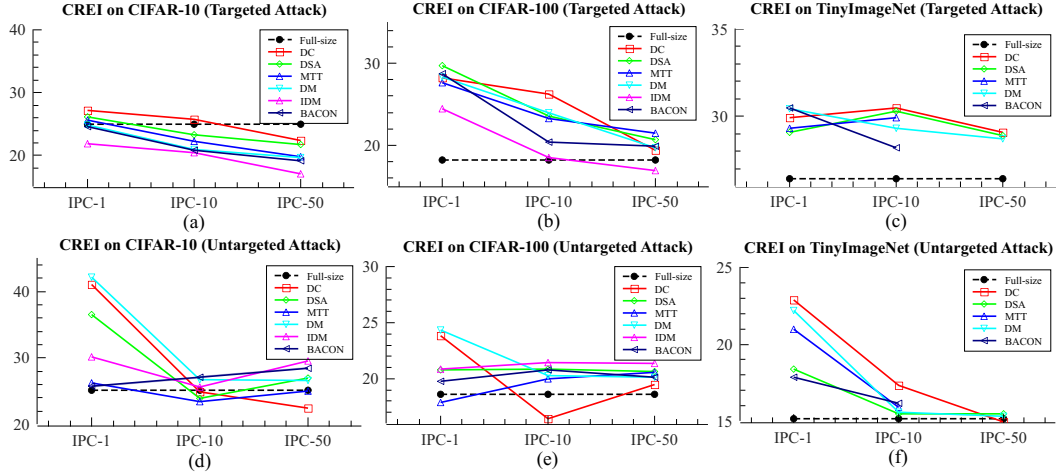 CREI on CIFAR-10 (Targeted Attack)
40
30
20
Full-size
DC
DSA
MTT
DM
IDM
BACON
IPC-1
IPC-10
IPC-50
(a)
CREI on CIFAR-100 (Targeted Attack)
30
20
Full-size
DC
DSA
MTT
DM
IDM
BACON
IPC-1
IPC-10
IPC-50
(b)
CREI on TinyImageNet (Targeted Attack)
35
30
Full-size
DC
DSA
MTT
DM
BACON
IPC-1
IPC-10
IPC-50
(c)
CREI on CIFAR-10 (Untargeted Attack)
40
30
20
Full-size
DC
DSA
MTT
DM
IDM
BACON
IPC-1
IPC-10
IPC-50
(d)
CREI on CIFAR-100 (Untargeted Attack)
30
25
20
Full-size
DC
DSA
MTT
DM
IDM
BACON
IPC-1
IPC-10
IPC-50
(e)
CREI on TinyImageNet (Untargeted Attack)
25
20
15
Full-size
DC
DSA
MTT
DM
BACON
IPC-1
IPC-10
IPC-50
(f)